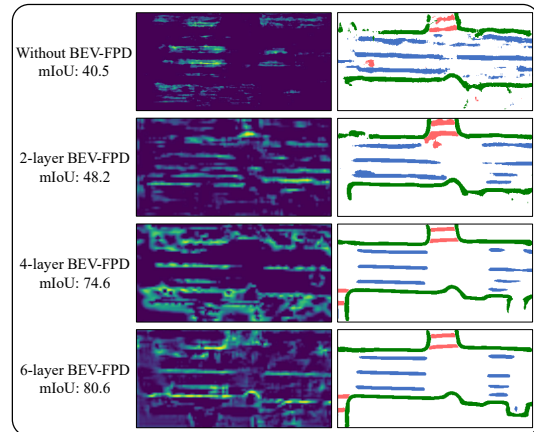 Without BEV-FPD
mIoU: 40.5
2-layer BEV-FPD
mIoU: 48.2
4-layer BEV-FPD
mIoU: 74.6
6-layer BEV-FPD
mIoU: 80.6